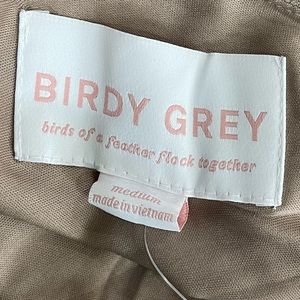 BIRDY GREY
birds of a feather flock together
medium
made in vietnam